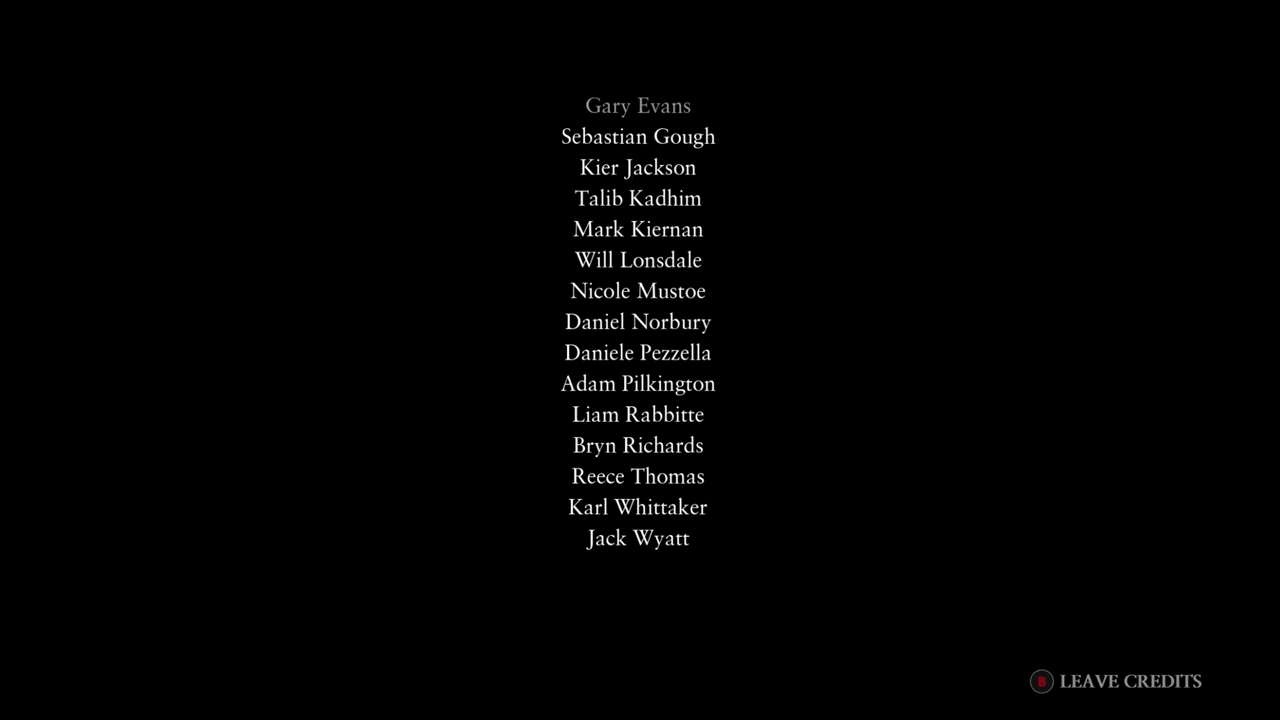 Gary Evans
Sebastian Gough
Kier Jackson
Talib Kadhim
Mark Kiernan
Will Lonsdale
Nicole Mustoe
Daniel Norbury
Daniele Pezzella
Adam Pilkington
Liam Rabbitte
Bryn Richards
Reece Thomas
Karl Whittaker
Jack Wyatt
B LEAVE CREDITS